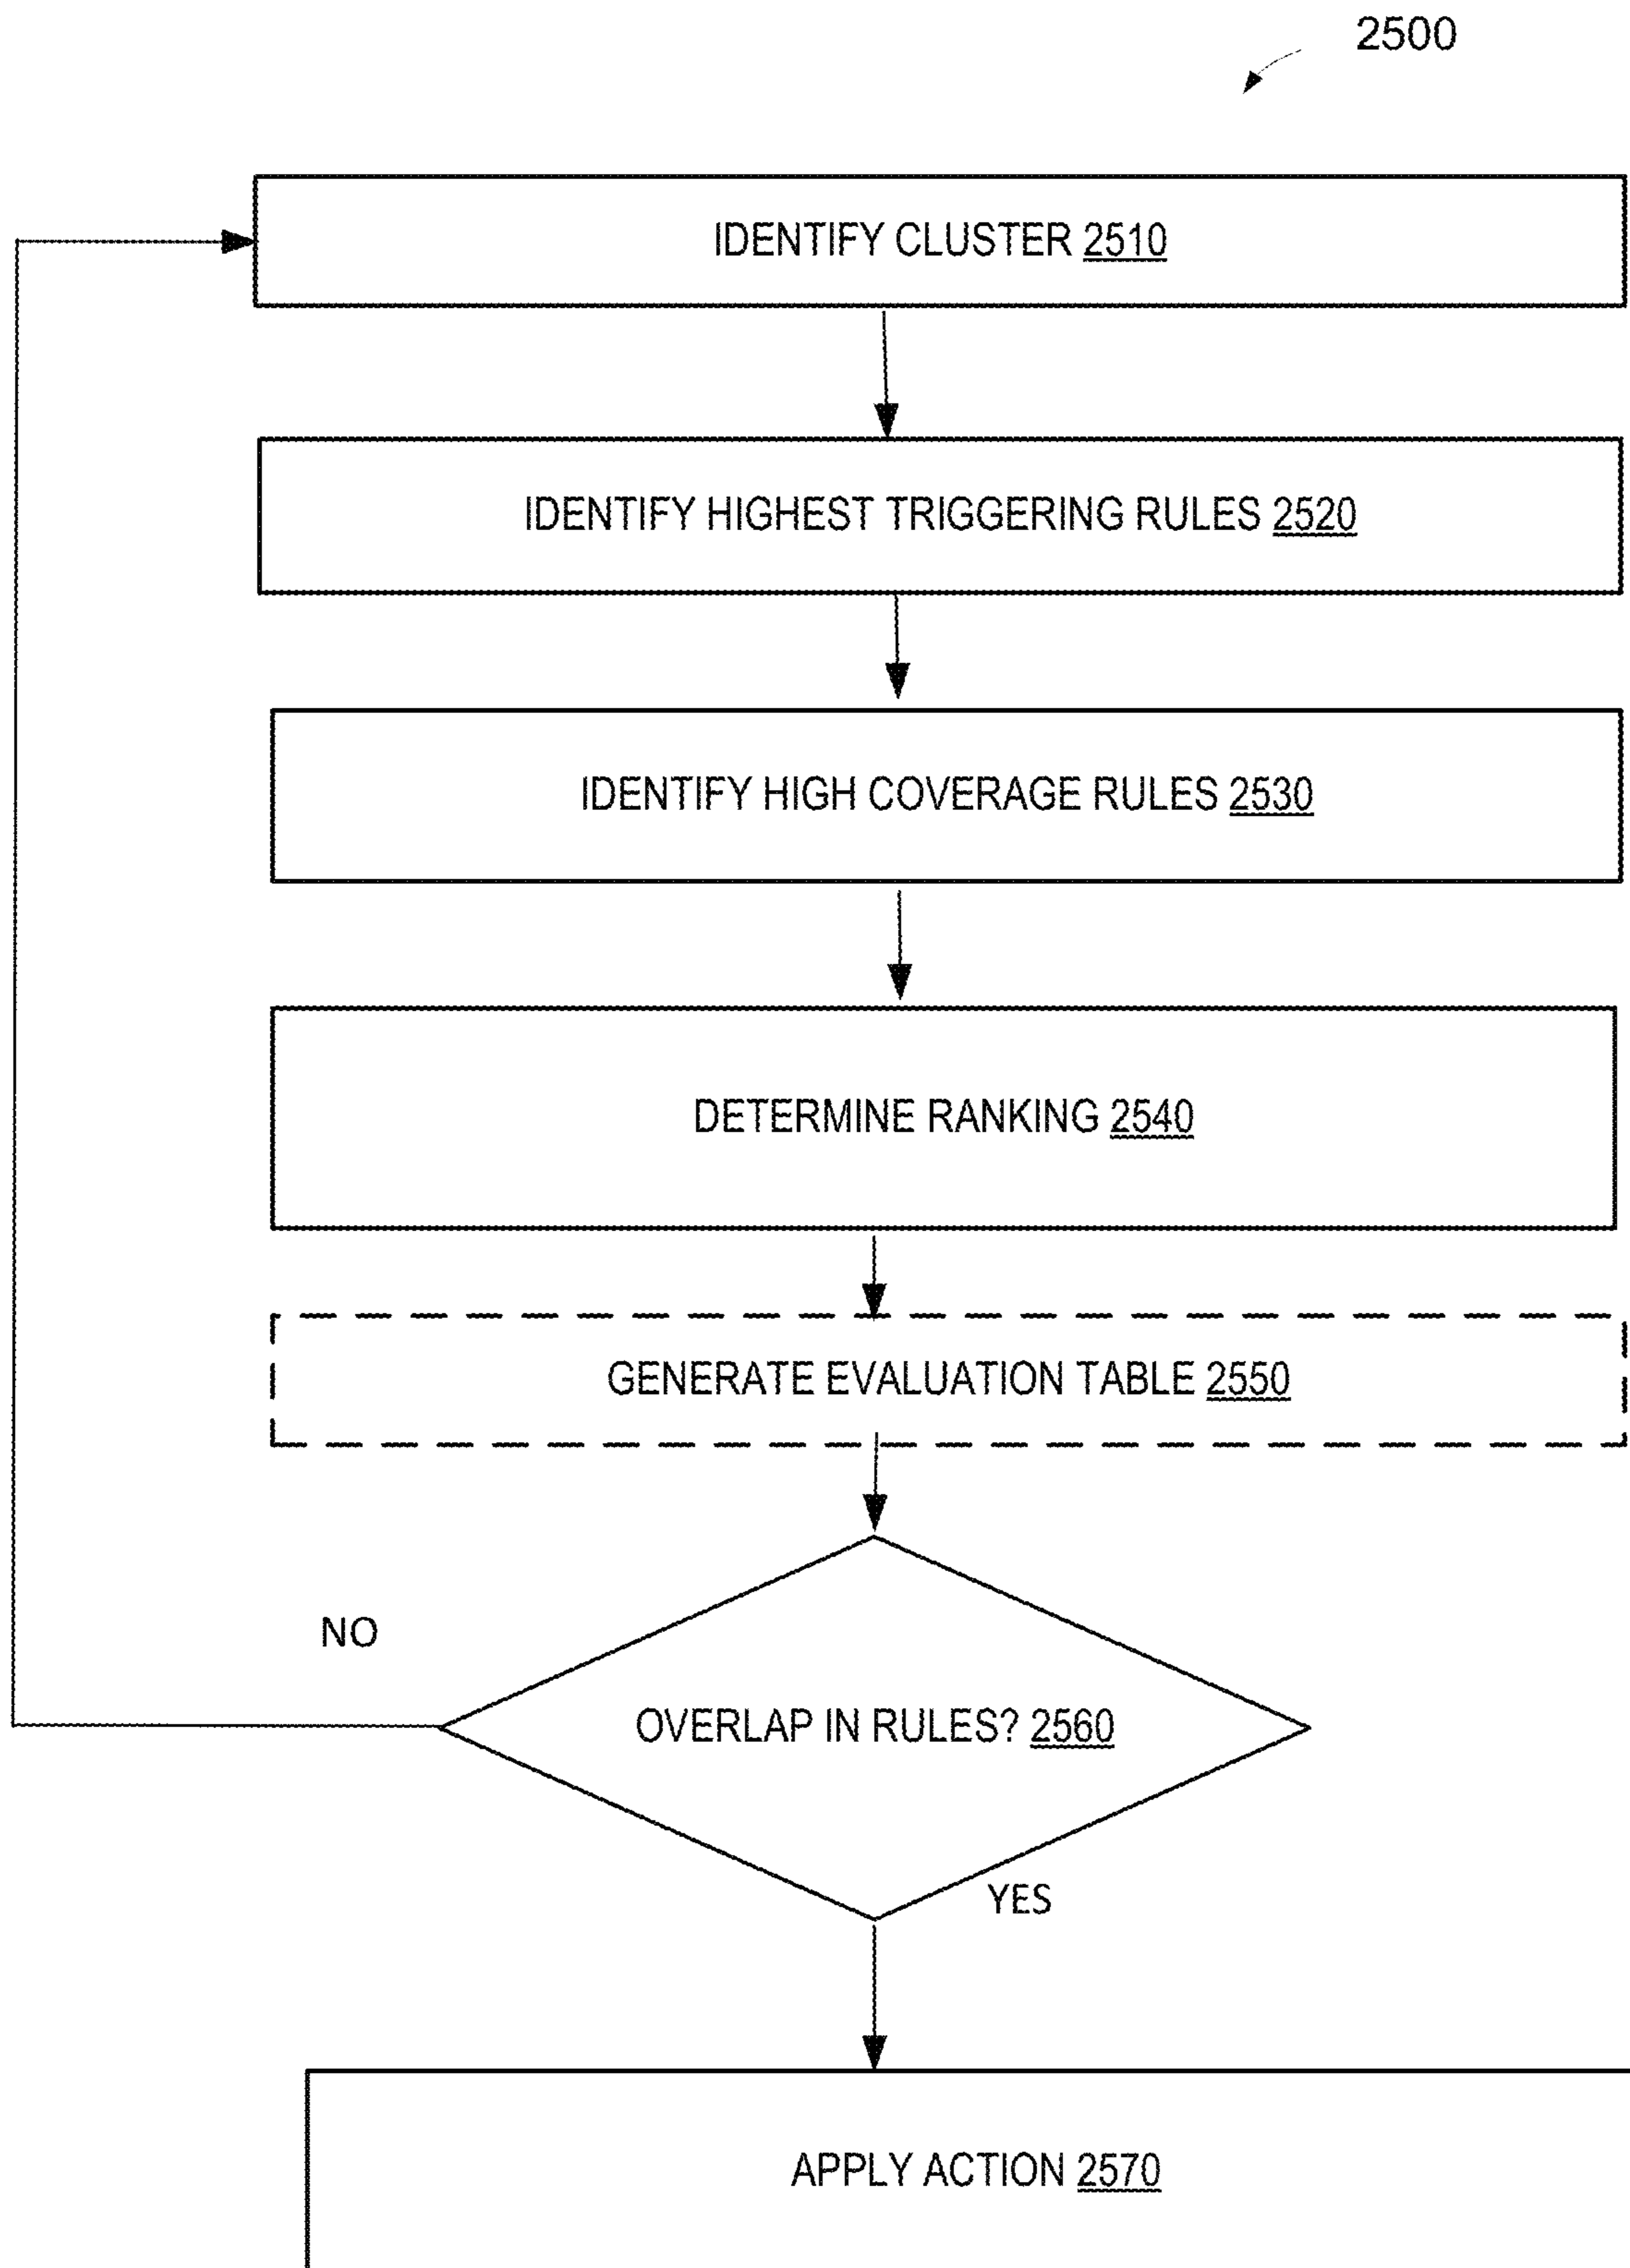 2500
IDENTIFY CLUSTER 2510
IDENTIFY HIGHEST TRIGGERING RULES 2520
IDENTIFY HIGH COVERAGE RULES 2530
DETERMINE RANKING 2540
GENERATE EVALUATION TABLE 2550
NO
OVERLAP IN RULES? 2560
YES
APPLY ACTION 2570